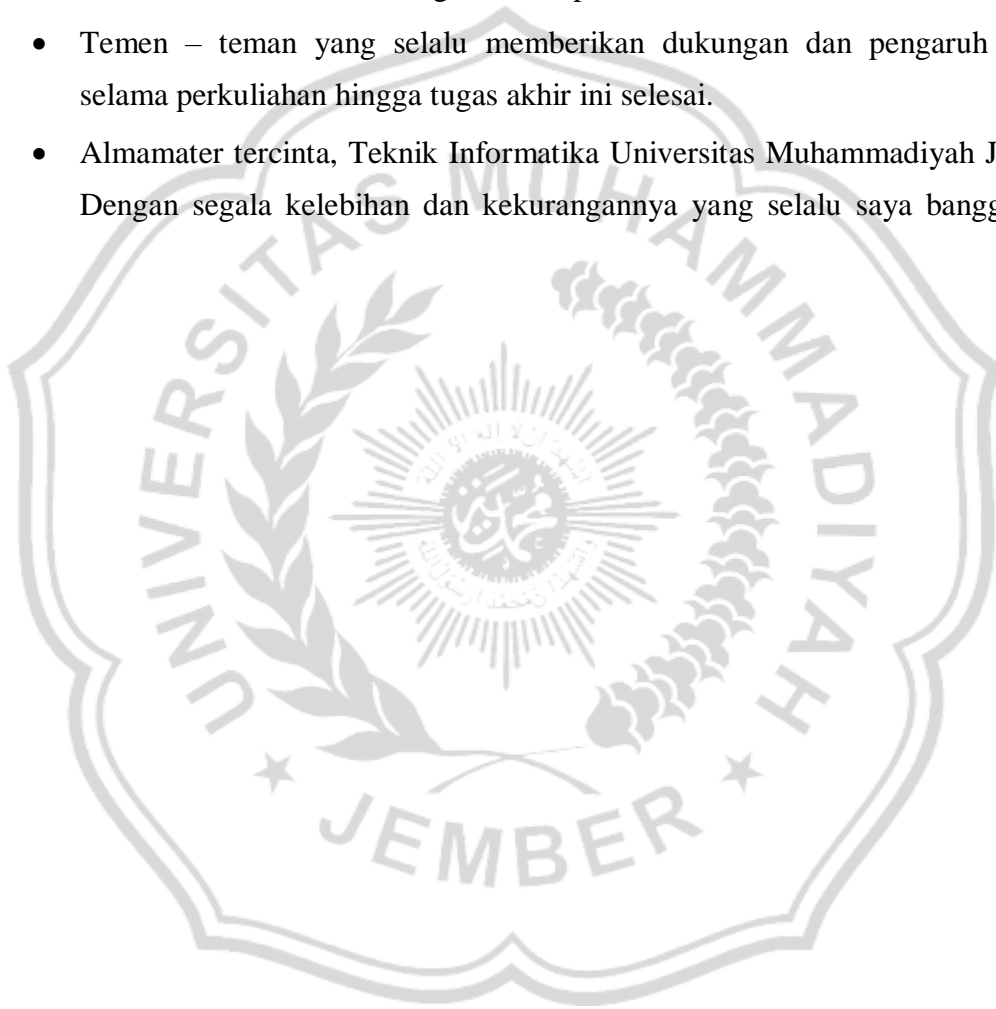 Temen – teman yang selalu memberikan dukungan dan pengaruh
selama perkuliahan hingga tugas akhir ini selesai.
Almamater tercinta, Teknik Informatika Universitas Muhammadiyah J
Dengan segala kelebihan dan kekurangannya yang selalu saya bangg
UNIVERSITAS MUHAMMADIYAH
JEMBER